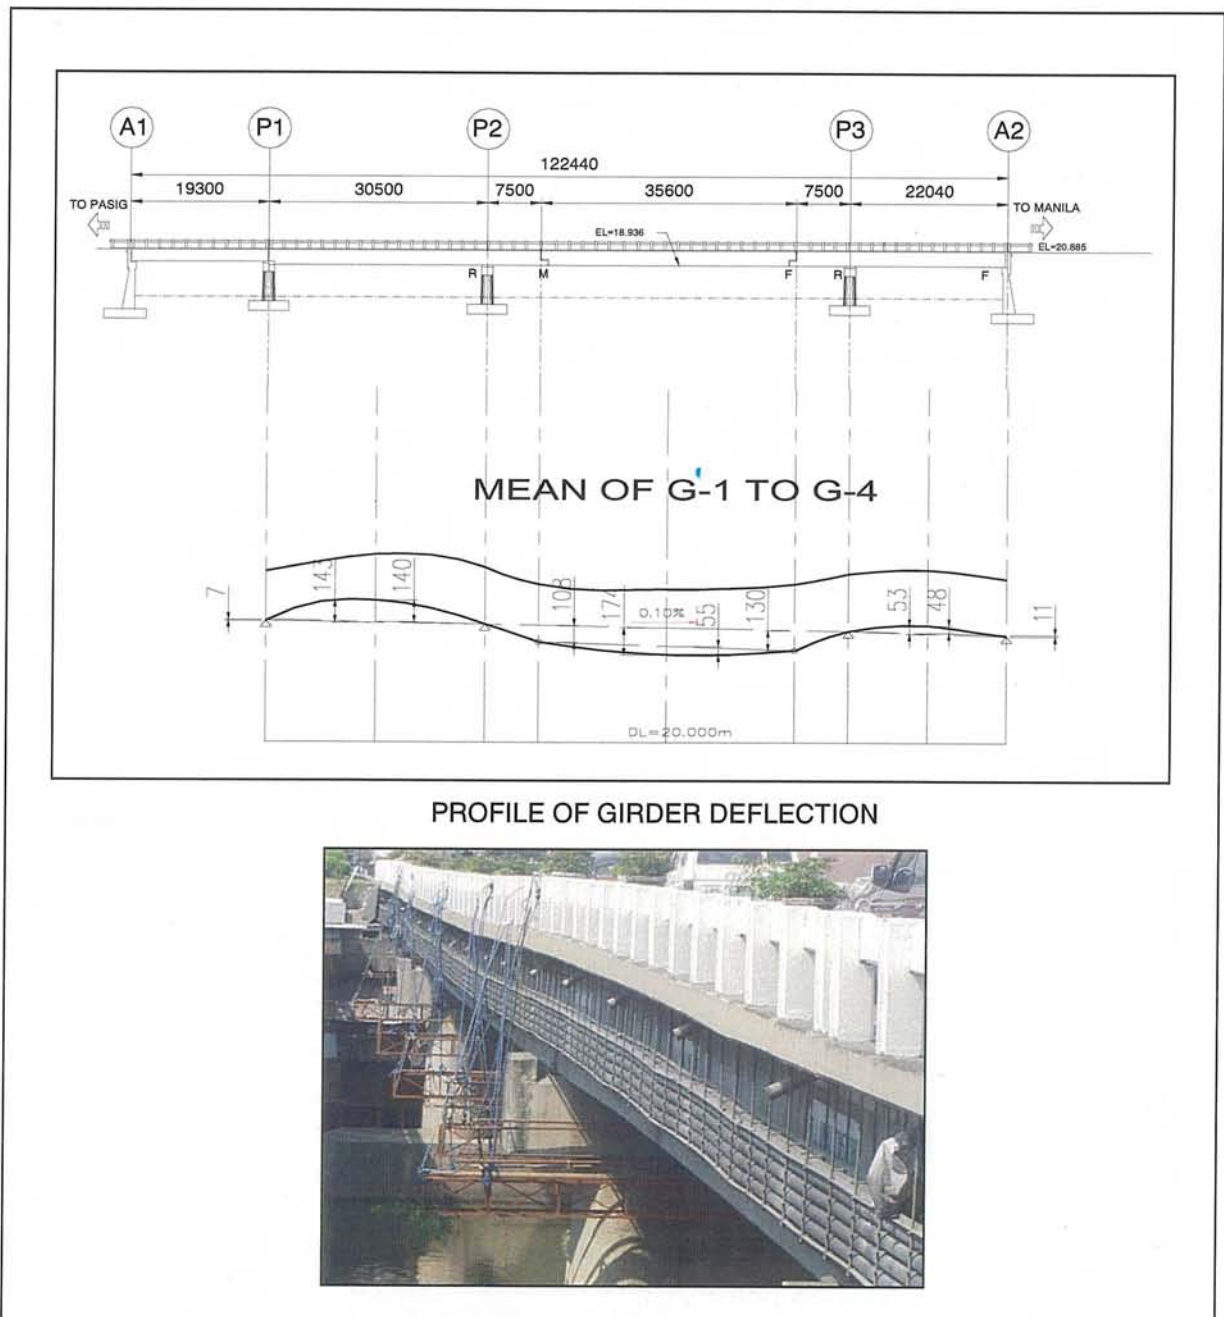 A1 P1 P2 P3 A2
122440
19300 30500 7500 35600 7500 22040
TO PASIG
TO MANILA
EL=18.936
EL=20.885
R M F R F
MEAN OF G-1 TO G-4
7 143 140 108 174 0.10% 55 130 53 48 11
DL=20.000m
PROFILE OF GIRDER DEFLECTION